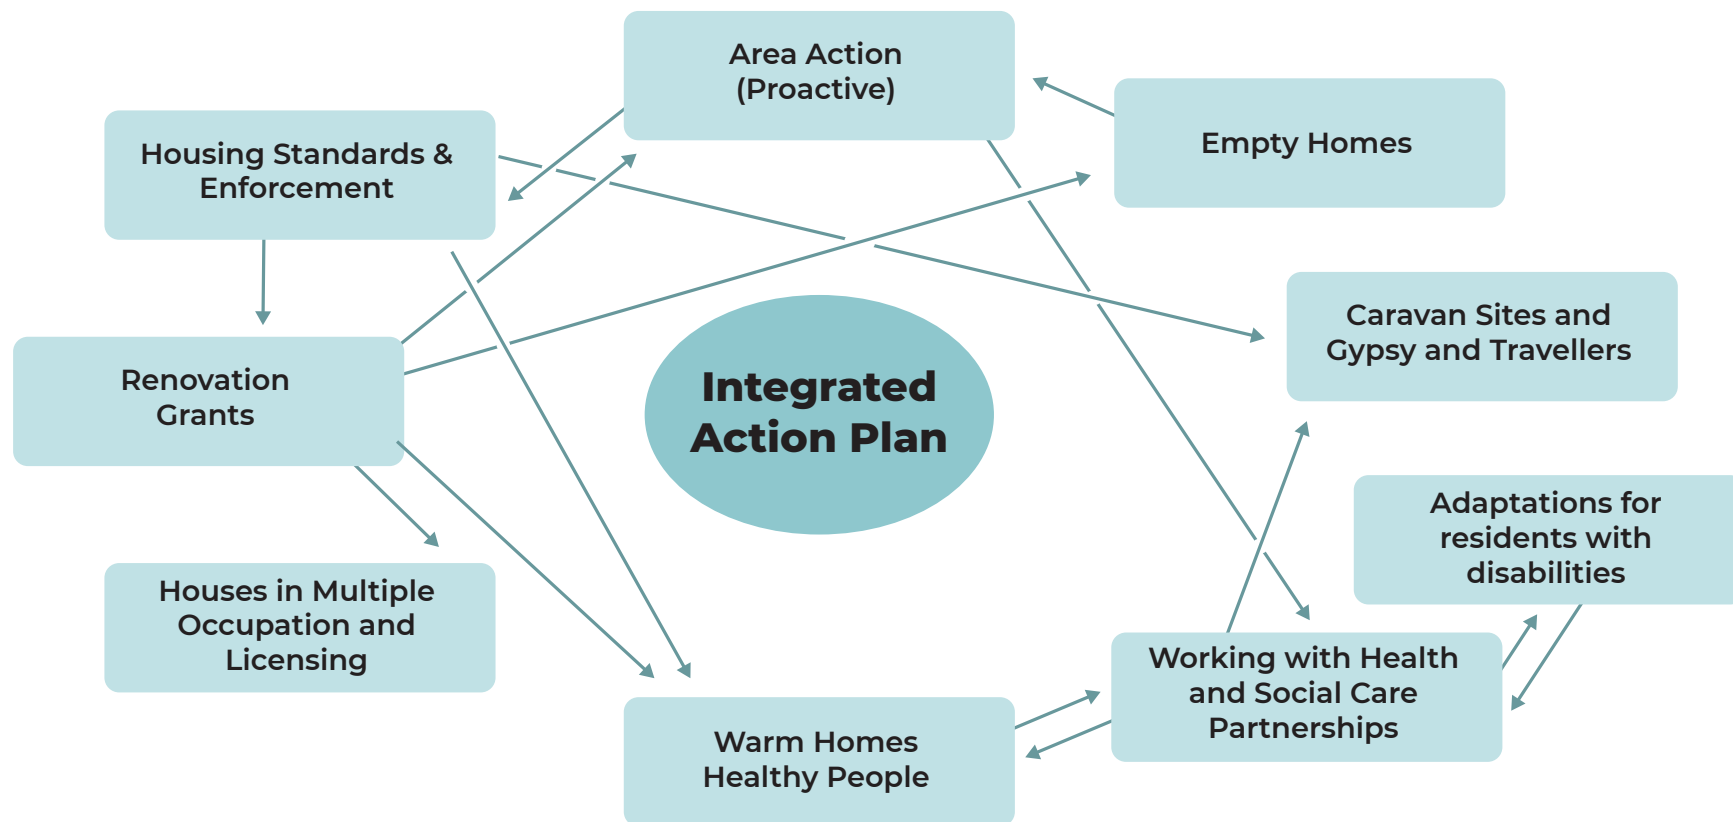 Area Action
(Proactive)
Empty Homes
Housing Standards &
Enforcement
Caravan Sites and
Gypsy and Travellers
Renovation
Grants
Integrated
Action Plan
Adaptations for
residents with
disabilities
Houses in Multiple
Occupation and
Licensing
Working with Health
and Social Care
Partnerships
Warm Homes
Healthy People